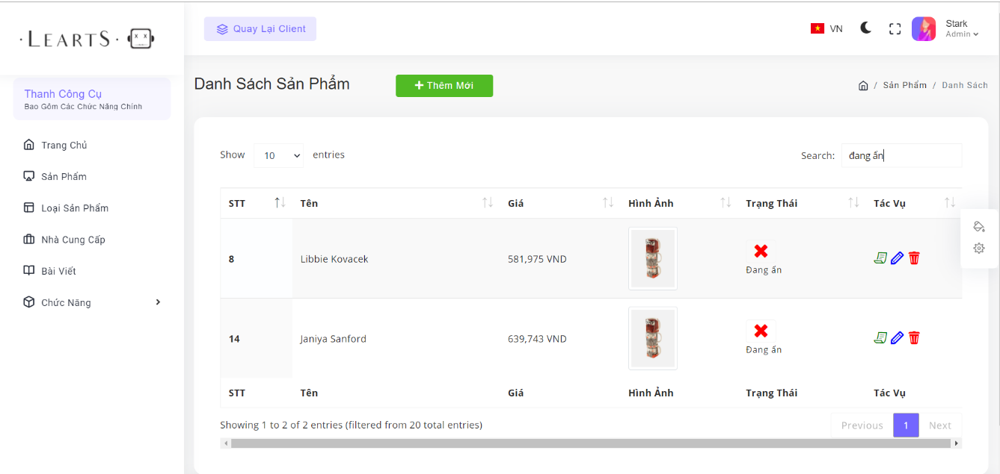 · LEARTS ·
Quay Lại Client
VN
Stark
Admin
Thanh Công Cụ
Bao Gồm Các Chức Năng Chính
Trang Chủ
Sản Phẩm
Loại Sản Phẩm
Nhà Cung Cấp
Bài Viết
Chức Năng
Danh Sách Sản Phẩm
Thêm Mới
/ Sản Phẩm / Danh Sách
Show 10 entries
Search: đang ẩn
STT Tên Giá Hình Ảnh Trạng Thái Tác Vụ
8 Libbie Kovacek 581,975 VND Đang ẩn
14 Janiya Sanford 639,743 VND Đang ẩn
STT Tên Giá Hình Ảnh Trạng Thái Tác Vụ
Showing 1 to 2 of 2 entries (filtered from 20 total entries)
Previous 1 Next